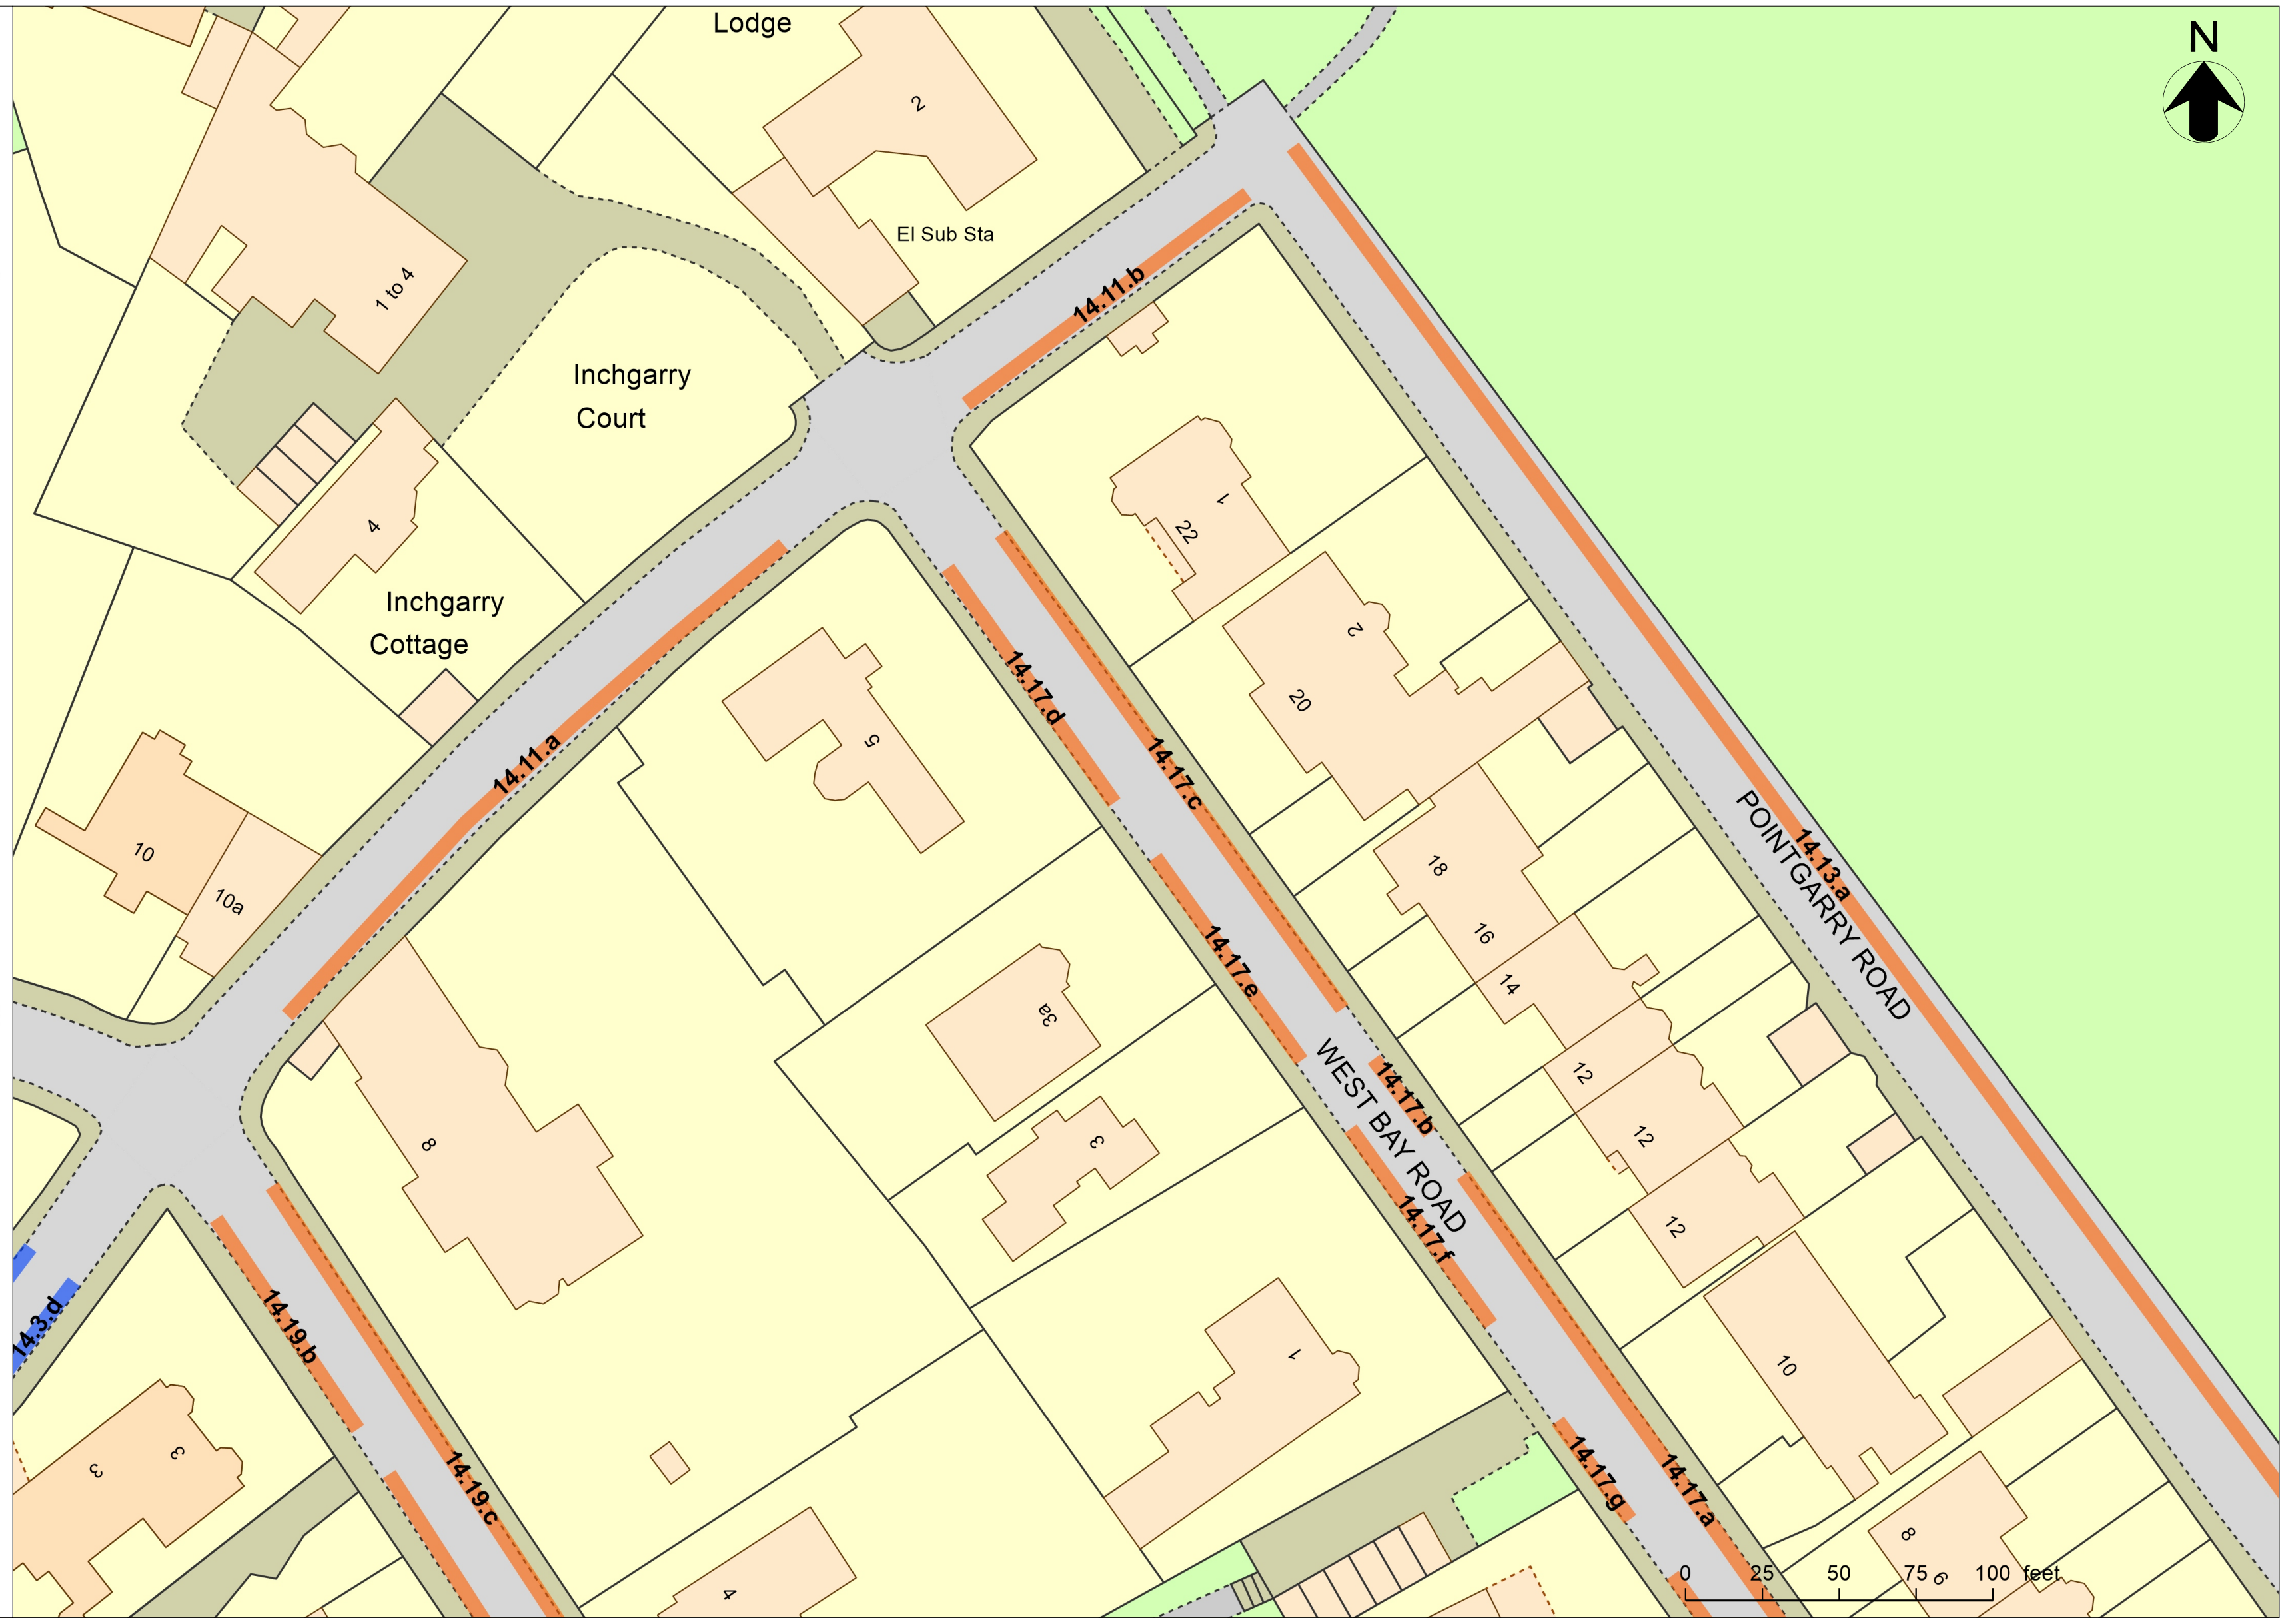 Lodge
N
2
El Sub Sta
1 to 4
14.11.b
Inchgarry
Court
4
1
22
Inchgarry
Cottage
2
20
14.17.d
5
14.17.c
14.11.a
10
10a
18
16
14
POINTGARRY ROAD
14.13.a
14.17.e
3a
12
WEST BAY ROAD
14.17.b
12
3
8
12
14.17.f
14.3.d
14.19.b
1
10
3
3
14.19.c
14.17.g
14.17.a
8
6
4
0 25 50 75 100 feet